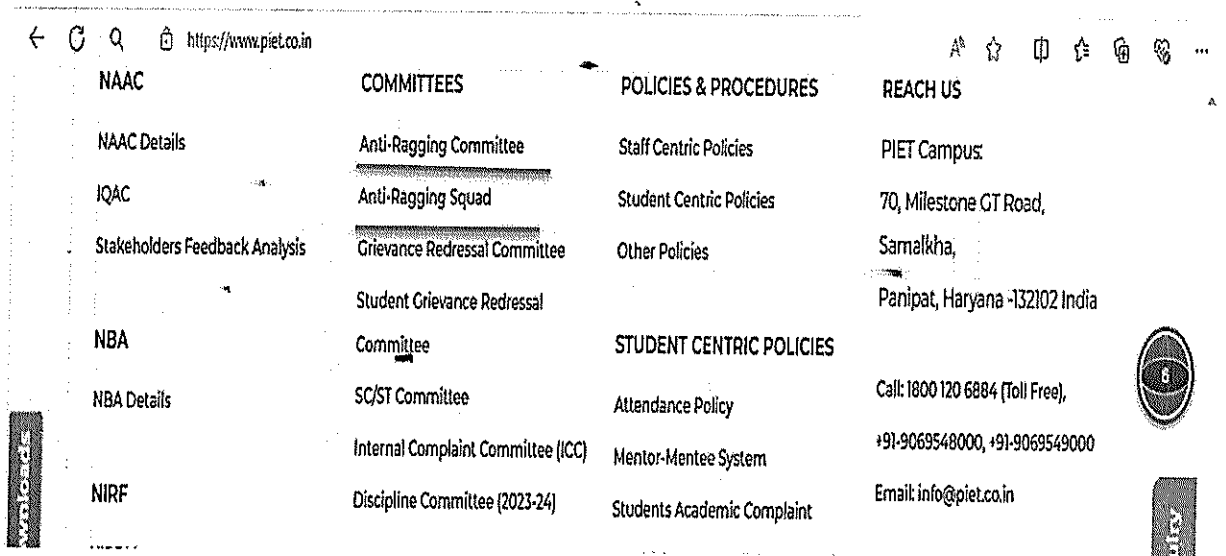 https://www.piet.co.in
NAAC
NAAC Details
IQAC
Stakeholders Feedback Analysis
NBA
NBA Details
NIRF
COMMITTEES
Anti-Ragging Committee
Anti-Ragging Squad
Grievance Redressal Committee
Student Grievance Redressal
Committee
SC/ST Committee
Internal Complaint Committee (ICC)
Discipline Committee (2023-24)
POLICIES & PROCEDURES
Staff Centric Policies
Student Centric Policies
Other Policies
STUDENT CENTRIC POLICIES
Attendance Policy
Mentor-Mentee System
Students Academic Complaint
REACH US
PIET Campus:
70, Milestone GT Road,
Samalkha,
Panipat, Haryana -132102 India
Call: 1800 120 6884 (Toll Free),
+91-9069548000, +91-9069549000
Email: info@piet.co.in